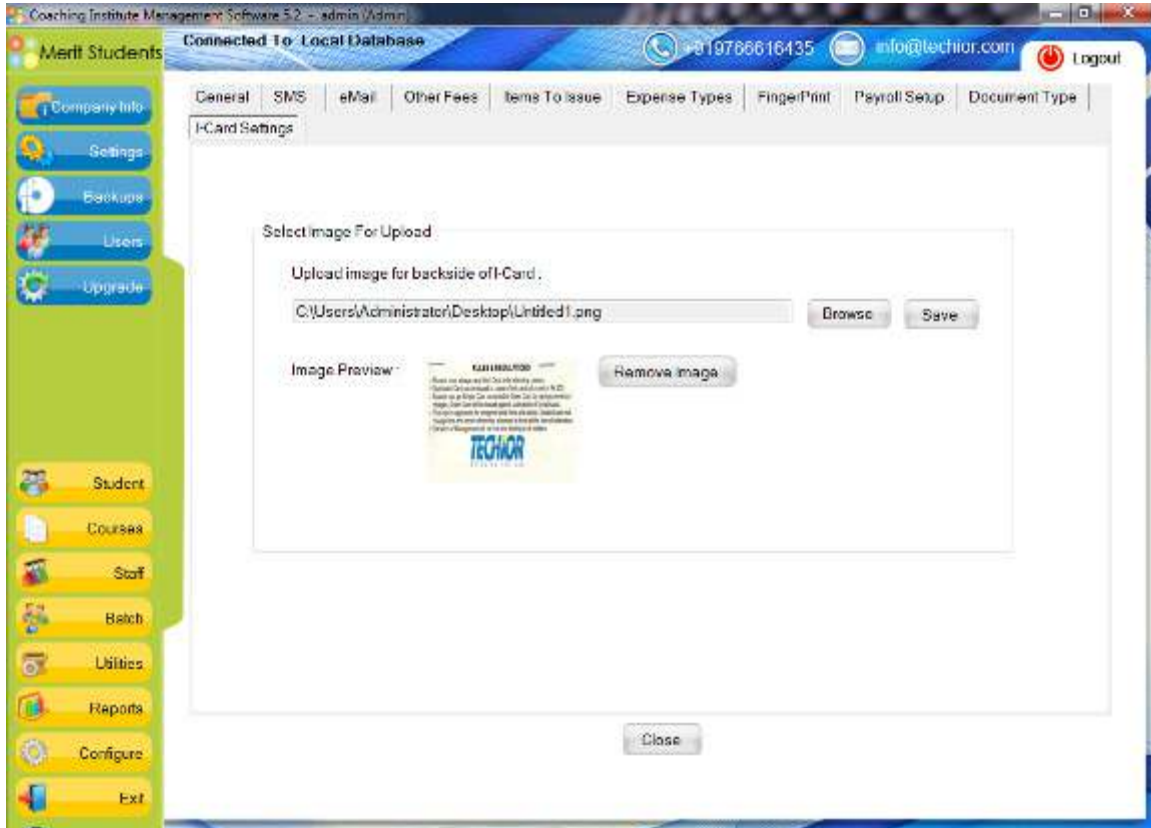 Coaching Institute Management Software 5.2 - admin (Admin)
Merit Students
Connected To Local Database
+919766616435
info@techior.com
Logout
Company Info
Settings
Backups
Users
Upgrade
General
SMS
eMail
Other Fees
Items To Issue
Expense Types
FingerPrint
Payroll Setup
Document Type
I-Card Settings
Select Image For Upload
Upload image for backside of I-Card :
C:\Users\Administrator\Desktop\Untitled1.png
Browse
Save
Image Preview :
TECHIOR
Remove Image
Student
Courses
Staff
Batch
Utilities
Reports
Configure
Exit
Close